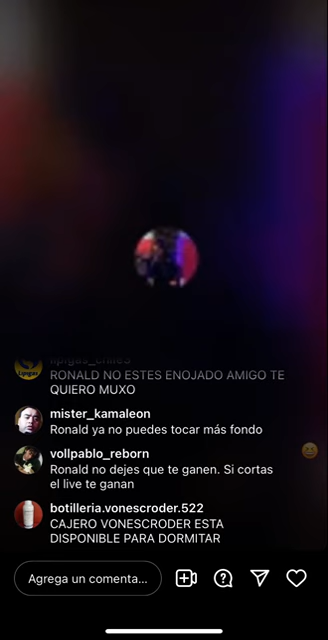 lipigas_chile3
RONALD NO ESTES ENOJADO AMIGO TE
QUIERO MUXO
mister_kamaleon
Ronald ya no puedes tocar más fondo
vollpablo_reborn
Ronald no dejes que te ganen. Si cortas
el live te ganan
botilleria.vonescroder.522
CAJERO VONESCRODER ESTA
DISPONIBLE PARA DORMITAR
Agrega un comenta...